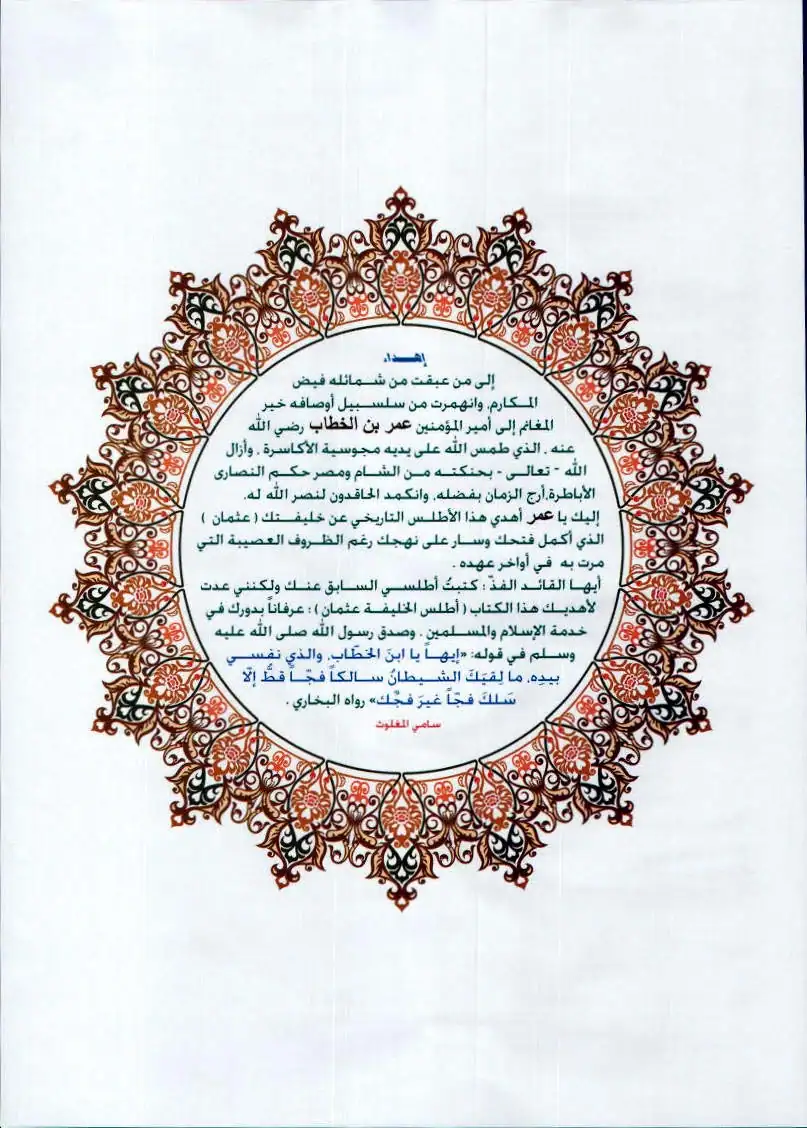 إهداء
إلى من عبقت من شمائله فيض
المكارم، وانهمرت من سلسبيل أوصافه خير
المغانم إلى أمير المؤمنين عمر بن الخطاب رضي الله
عنه ، الذي طمس الله على يديه مجوسية الأكاسرة ، وأزال
الله - تعالى - بحنكته من الشام ومصر حكم النصارى
الأباطرة،أرج الزمان بفضله، وانكمد الحاقدون لنصر الله له.
إليك يا عمر أهدي هذا الأطلس التاريخي عن خليفتك ( عثمان )
الذي أكمل فتحك وسار على نهجك رغم الظروف العصيبة التي
مرت به في أواخر عهده .
أيها القائد الفذّ : كتبتُ أطلسي السابق عنك ولكنني عدت
لأهديك هذا الكتاب ( أطلس الخليفة عثمان ) ؛ عرفاناً بدورك في
خدمة الإسلام والمسلمين . وصدق رسول الله صلى الله عليه
وسلم في قوله: «إيهاً يا ابنَ الخطّاب، والذي نفسي
بيدِه، ما لقيَكَ الشيطانُ سالكاً فجّاً قطُّ إلّا
سَلكَ فجّاً غيرَ فجِّك» رواه البخاري .
سامي المغلوث